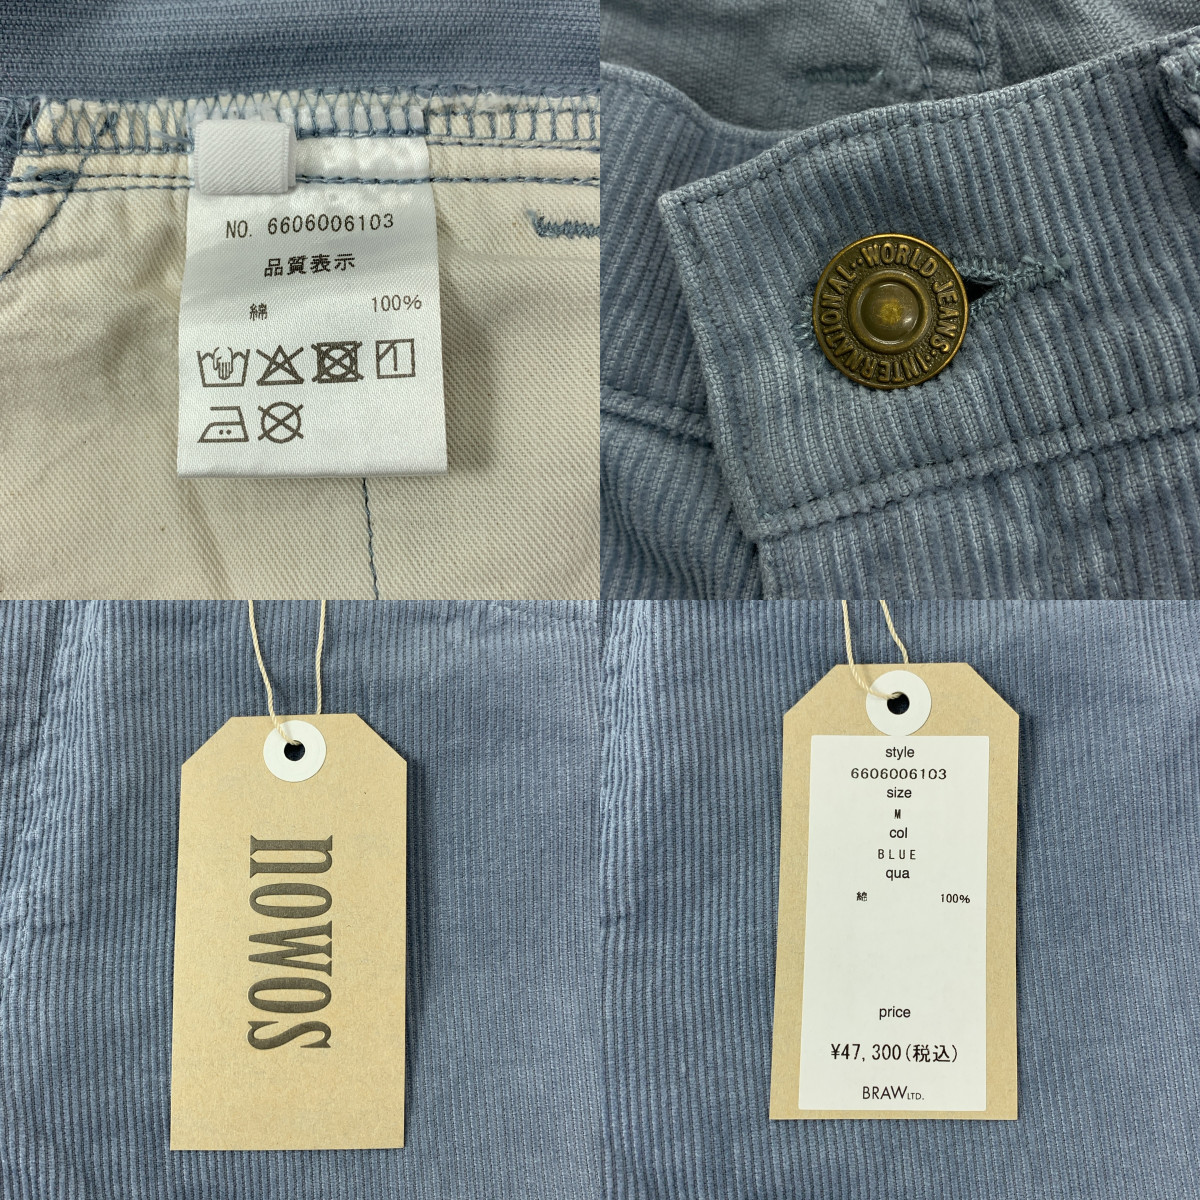 NO. 6606006103
品質表示
綿 100%
1
INTERNATIONAL·WORLD JEANS·
nowos
style
6606006103
size
M
col
BLUE
qua
綿 100%
price
¥47,300(税込)
BRAW LTD.